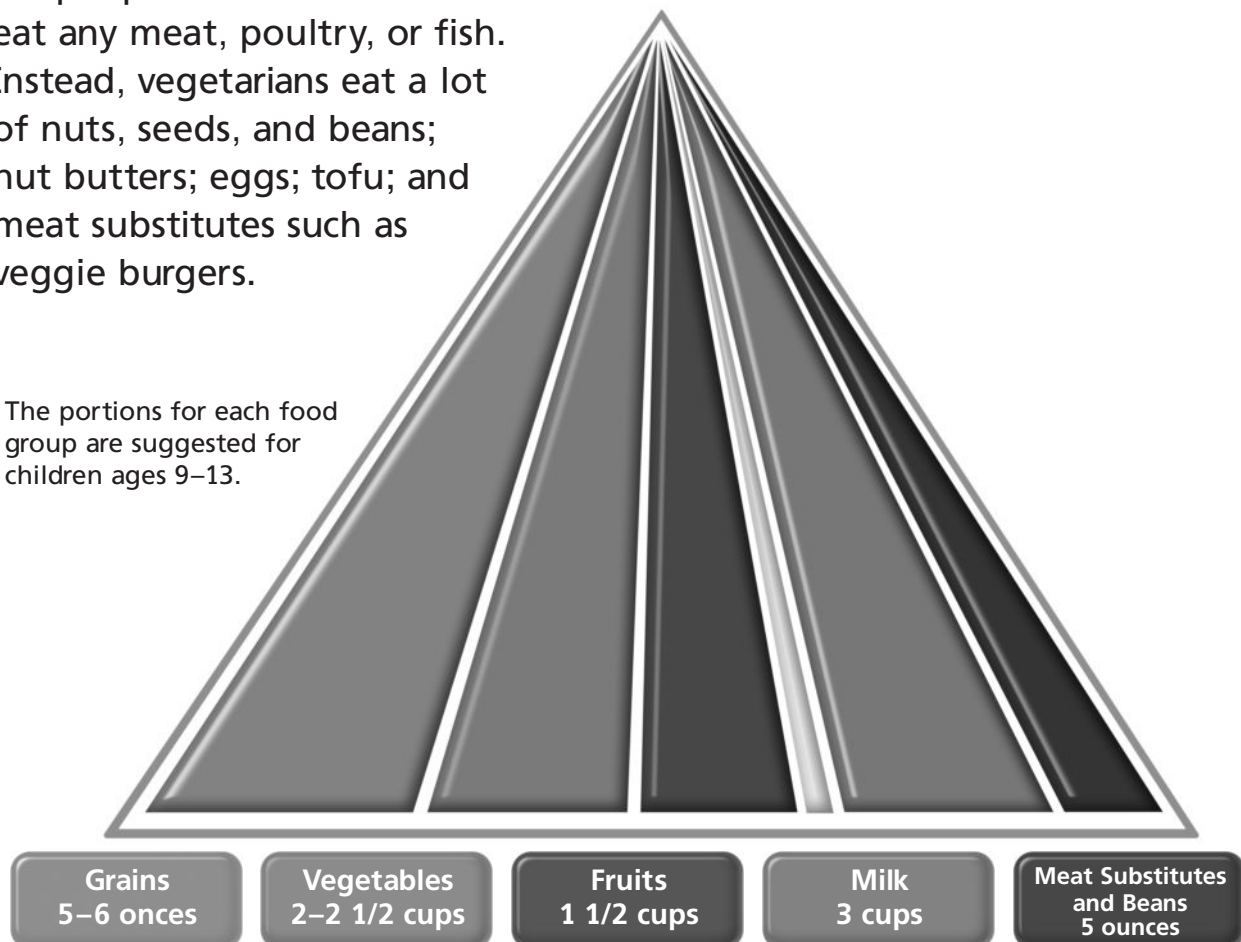 eat any meat, poultry, or fish.
Instead, vegetarians eat a lot
of nuts, seeds, and beans;
nut butters; eggs; tofu; and
meat substitutes such as
veggie burgers.
The portions for each food
group are suggested for
children ages 9–13.
Grains
5–6 onces
Vegetables
2–2 1/2 cups
Fruits
1 1/2 cups
Milk
3 cups
Meat Substitutes
and Beans
5 ounces